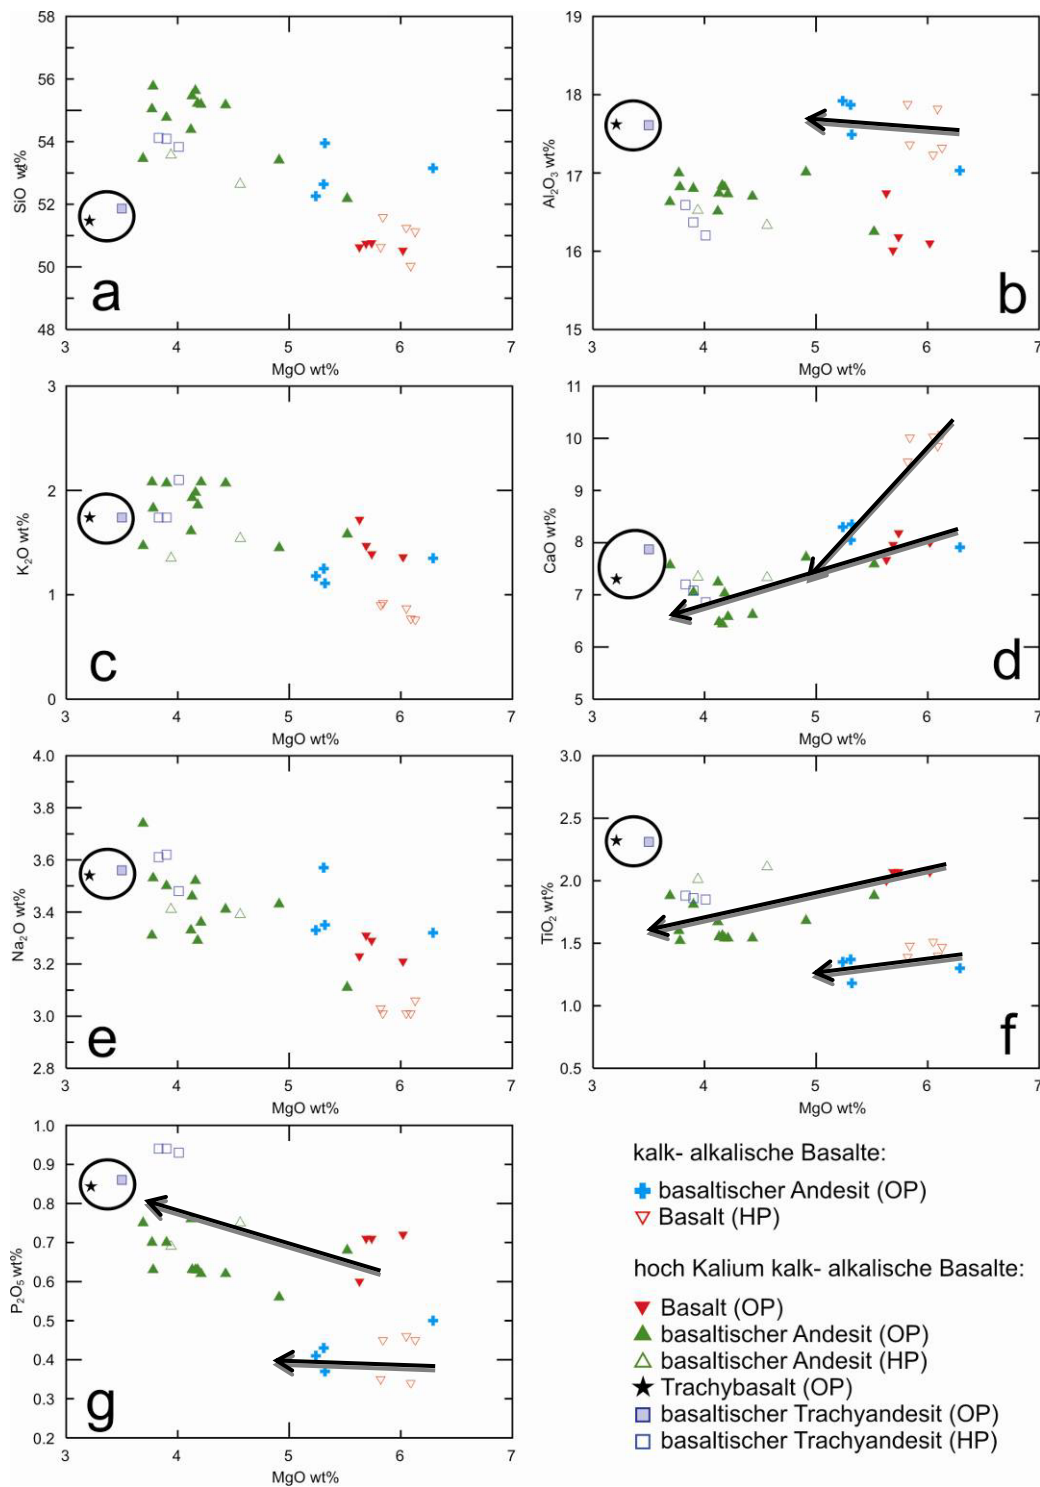 58
56
54
52
50
48
SiO₂ wt%
a
3 4 5 6 7
MgO wt%
19
18
17
16
15
Al₂O₃ wt%
b
3 4 5 6 7
MgO wt%
3
2
1
0
K₂O wt%
c
3 4 5 6 7
MgO wt%
11
10
9
8
7
6
5
CaO wt%
d
3 4 5 6 7
MgO wt%
4.0
3.8
3.6
3.4
3.2
3.0
2.8
Na₂O wt%
e
3 4 5 6 7
MgO wt%
3.0
2.5
2.0
1.5
1.0
0.5
TiO₂ wt%
f
3 4 5 6 7
MgO wt%
1.0
0.9
0.8
0.7
0.6
0.5
0.4
0.3
0.2
P₂O₅ wt%
g
3 4 5 6 7
MgO wt%
kalk- alkalische Basalte:
basaltischer Andesit (OP)
Basalt (HP)
hoch Kalium kalk- alkalische Basalte:
Basalt (OP)
basaltischer Andesit (OP)
basaltischer Andesit (HP)
Trachybasalt (OP)
basaltischer Trachyandesit (OP)
basaltischer Trachyandesit (HP)